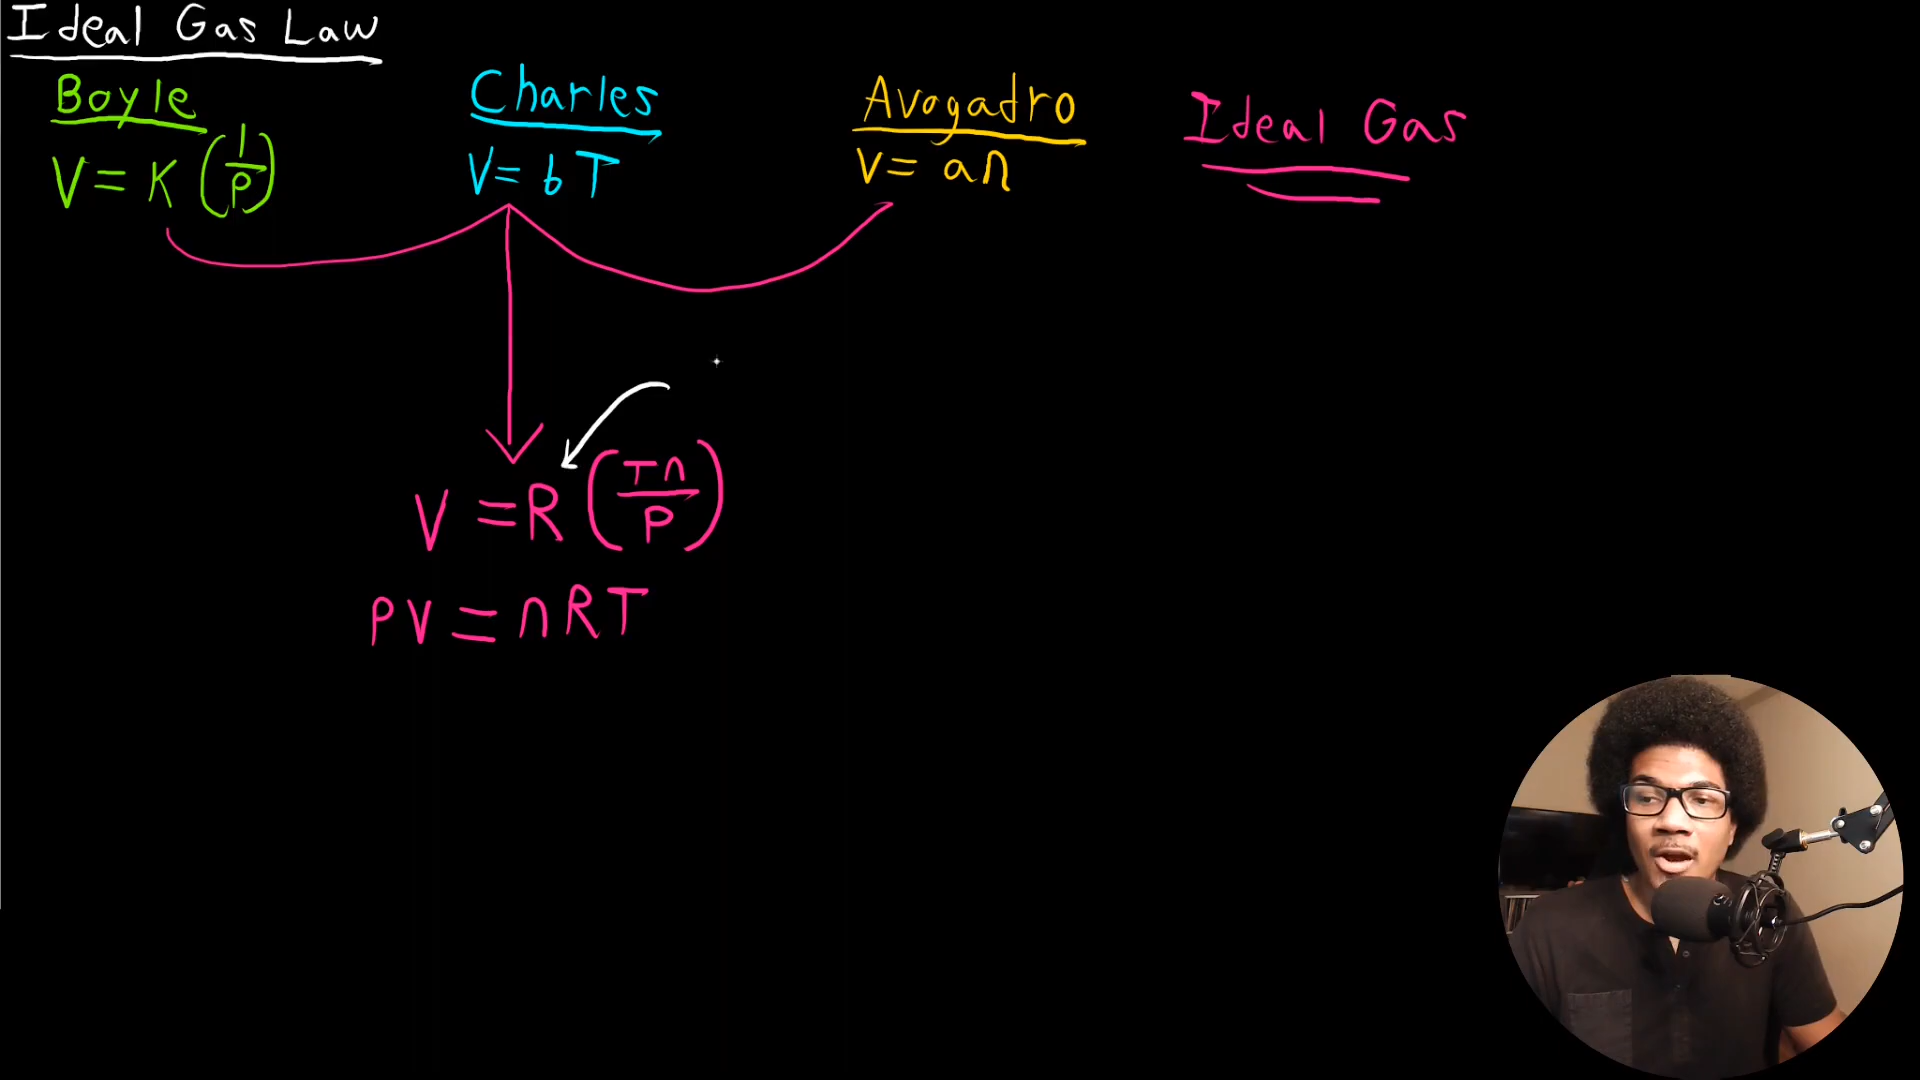 Ideal Gas Law
Boyle
V = K (1/P)
Charles
V = bT
Avogadro
V = an
Ideal Gas
V = R (Tn/P)
PV = nRT